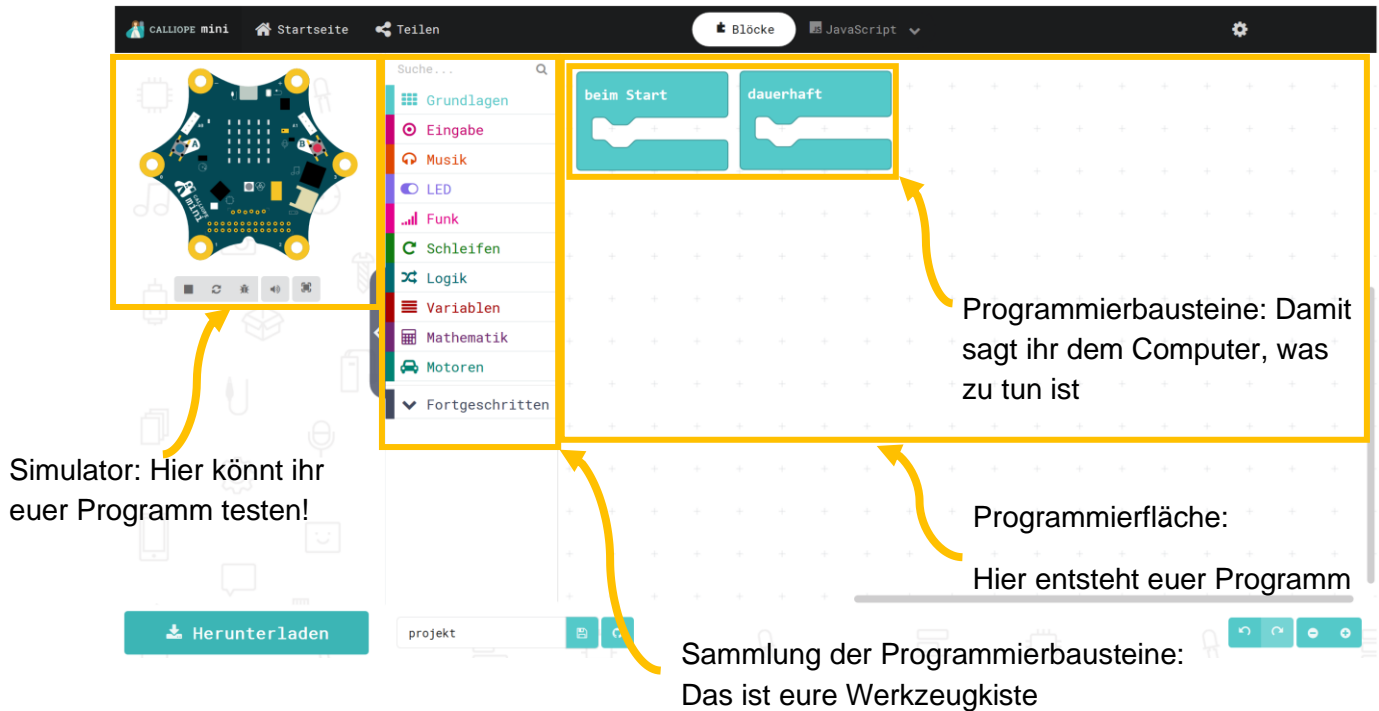 CALLIOPE mini
Startseite
Teilen
Blöcke
JavaScript
Suche...
Grundlagen
Eingabe
Musik
LED
Funk
Schleifen
Logik
Variablen
Mathematik
Motoren
Fortgeschritten
beim Start
dauerhaft
A
B
CALLIOPE
mini
Programmierbausteine: Damit
sagt ihr dem Computer, was
zu tun ist
Simulator: Hier könnt ihr
euer Programm testen!
Programmierfläche:
Hier entsteht euer Programm
Herunterladen
projekt
Sammlung der Programmierbausteine:
Das ist eure Werkzeugkiste